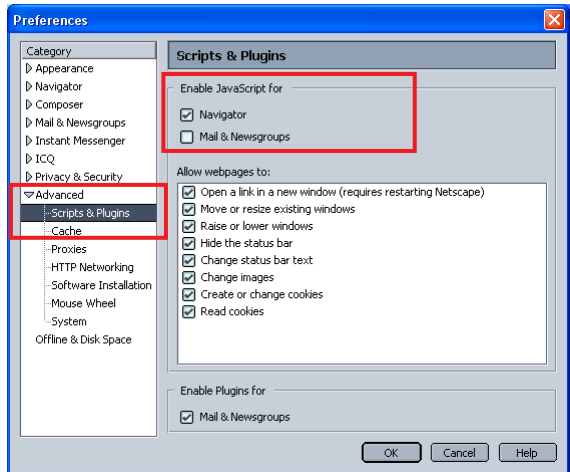 Preferences
Category
Appearance
Navigator
Composer
Mail & Newsgroups
Instant Messenger
ICQ
Privacy & Security
Advanced
Scripts & Plugins
Cache
Proxies
HTTP Networking
Software Installation
Mouse Wheel
System
Offline & Disk Space
Scripts & Plugins
Enable JavaScript for
Navigator
Mail & Newsgroups
Allow webpages to:
Open a link in a new window (requires restarting Netscape)
Move or resize existing windows
Raise or lower windows
Hide the status bar
Change status bar text
Change images
Create or change cookies
Read cookies
Enable Plugins for
Mail & Newsgroups
OK Cancel Help